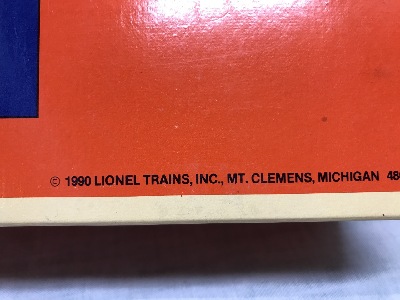 © 1990 LIONEL TRAINS, INC., MT. CLEMENS, MICHIGAN